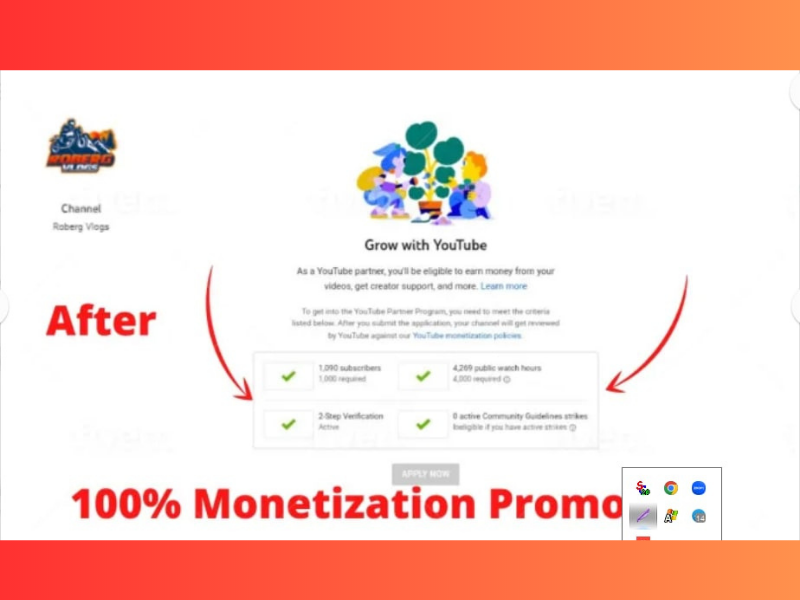 ROBERG
VLOGS
Channel
Roberg Vlogs
Grow with YouTube
As a YouTube partner, you'll be eligible to earn money from your
videos, get creator support, and more. Learn more
To get into the YouTube Partner Program, you need to meet the criteria
listed below. After you submit the application, your channel will get reviewed
by YouTube against our YouTube monetization policies
After
1,090 subscribers
1,000 required
4,269 public watch hours
4,000 required
2-Step Verification
Active
0 active Community Guidelines strikes
Ineligible if you have active strikes
APPLY NOW
100% Monetization Promo
14